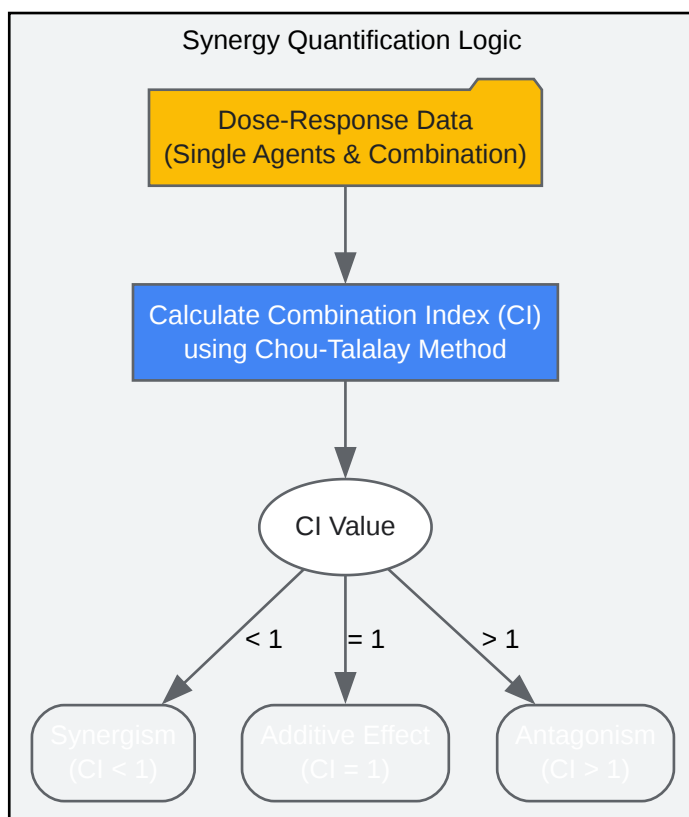 Synergy Quantification Logic
Dose-Response Data
(Single Agents & Combination)
Calculate Combination Index (CI)
using Chou-Talalay Method
CI Value
< 1
= 1
> 1
Synergism
(CI < 1)
Additive Effect
(CI = 1)
Antagonism
(CI > 1)